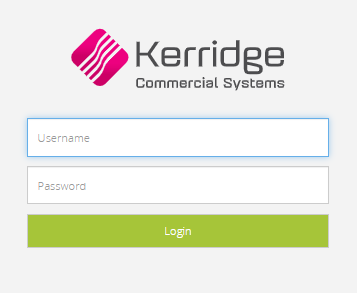 Kerridge
Commercial Systems
Username
Password
Login